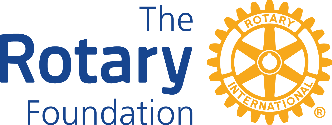 The
Rotary
Foundation
ROTARY
INTERNATIONAL
®